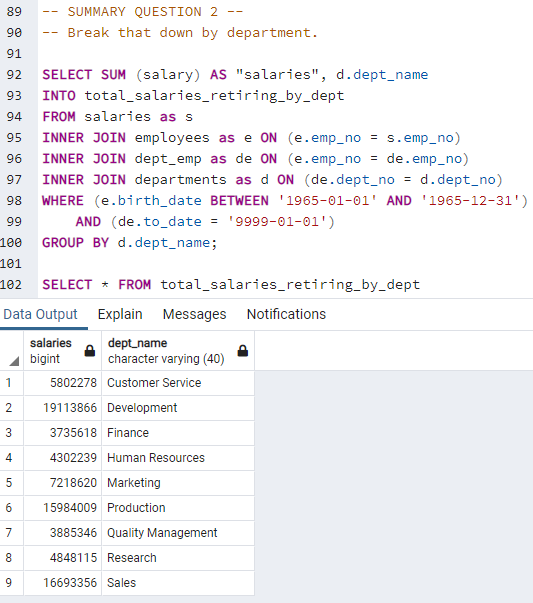 89 -- SUMMARY QUESTION 2 --
90 -- Break that down by department.
91
92 SELECT SUM (salary) AS "salaries", d.dept_name
93 INTO total_salaries_retiring_by_dept
94 FROM salaries as s
95 INNER JOIN employees as e ON (e.emp_no = s.emp_no)
96 INNER JOIN dept_emp as de ON (e.emp_no = de.emp_no)
97 INNER JOIN departments as d ON (de.dept_no = d.dept_no)
98 WHERE (e.birth_date BETWEEN '1965-01-01' AND '1965-12-31')
99 AND (de.to_date = '9999-01-01')
100 GROUP BY d.dept_name;
101
102 SELECT * FROM total_salaries_retiring_by_dept
Data Output Explain Messages Notifications
salaries dept_name
bigint character varying (40)
1 5802278 Customer Service
2 19113866 Development
3 3735618 Finance
4 4302239 Human Resources
5 7218620 Marketing
6 15984009 Production
7 3885346 Quality Management
8 4848115 Research
9 16693356 Sales